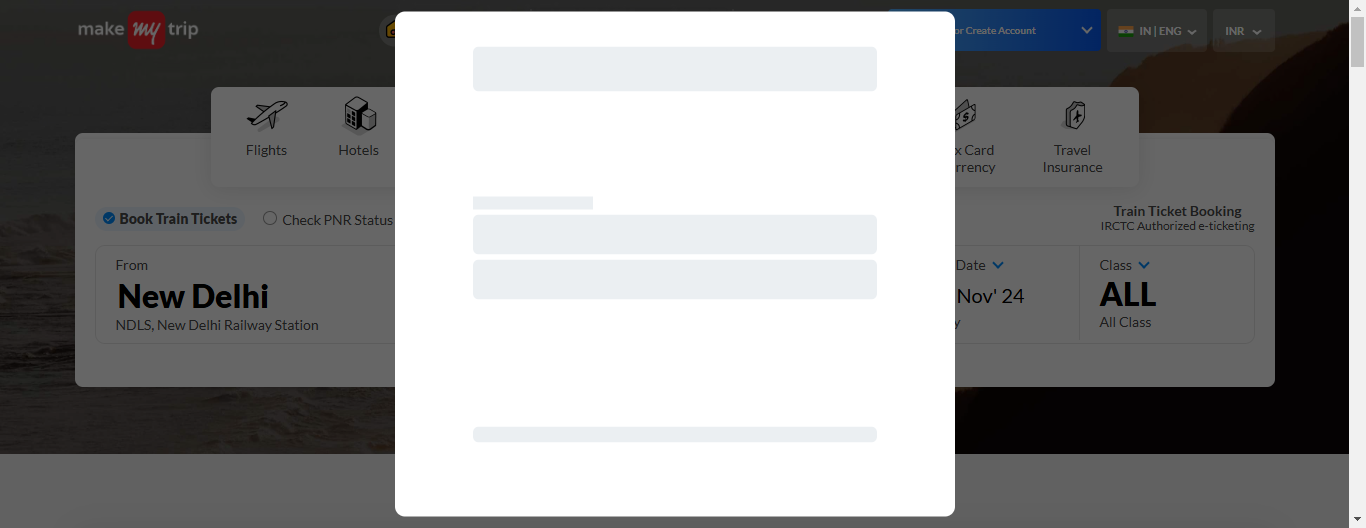 make my trip
or Create Account
IN | ENG
INR
Flights
Hotels
Card
Travel
Insurance
Book Train Tickets
Check PNR Status
Train Ticket Booking
IRCTC Authorized e-ticketing
From
New Delhi
NDLS, New Delhi Railway Station
Date
Nov' 24
Class
ALL
All Class